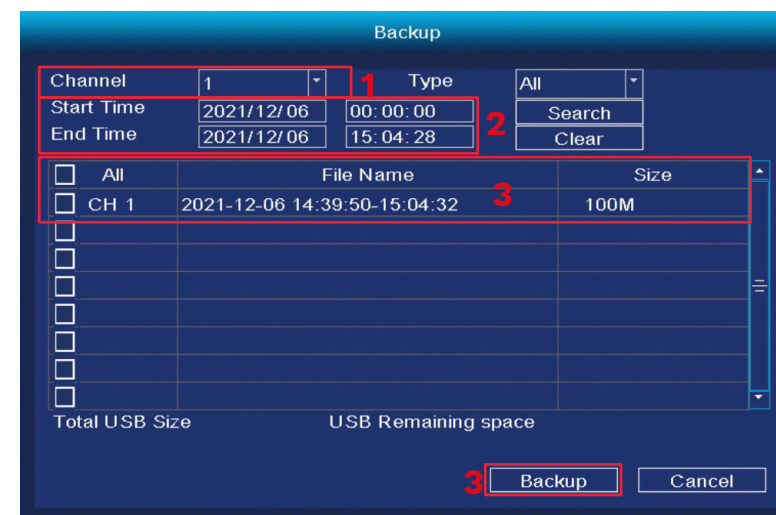 Backup
Channel 1 1 Type All
Start Time 2021/12/06 00:00:00 2 Search
End Time 2021/12/06 15:04:28 Clear
All File Name Size
CH 1 2021-12-06 14:39:50-15:04:32 3 100M
Total USB Size USB Remaining space
3 Backup Cancel